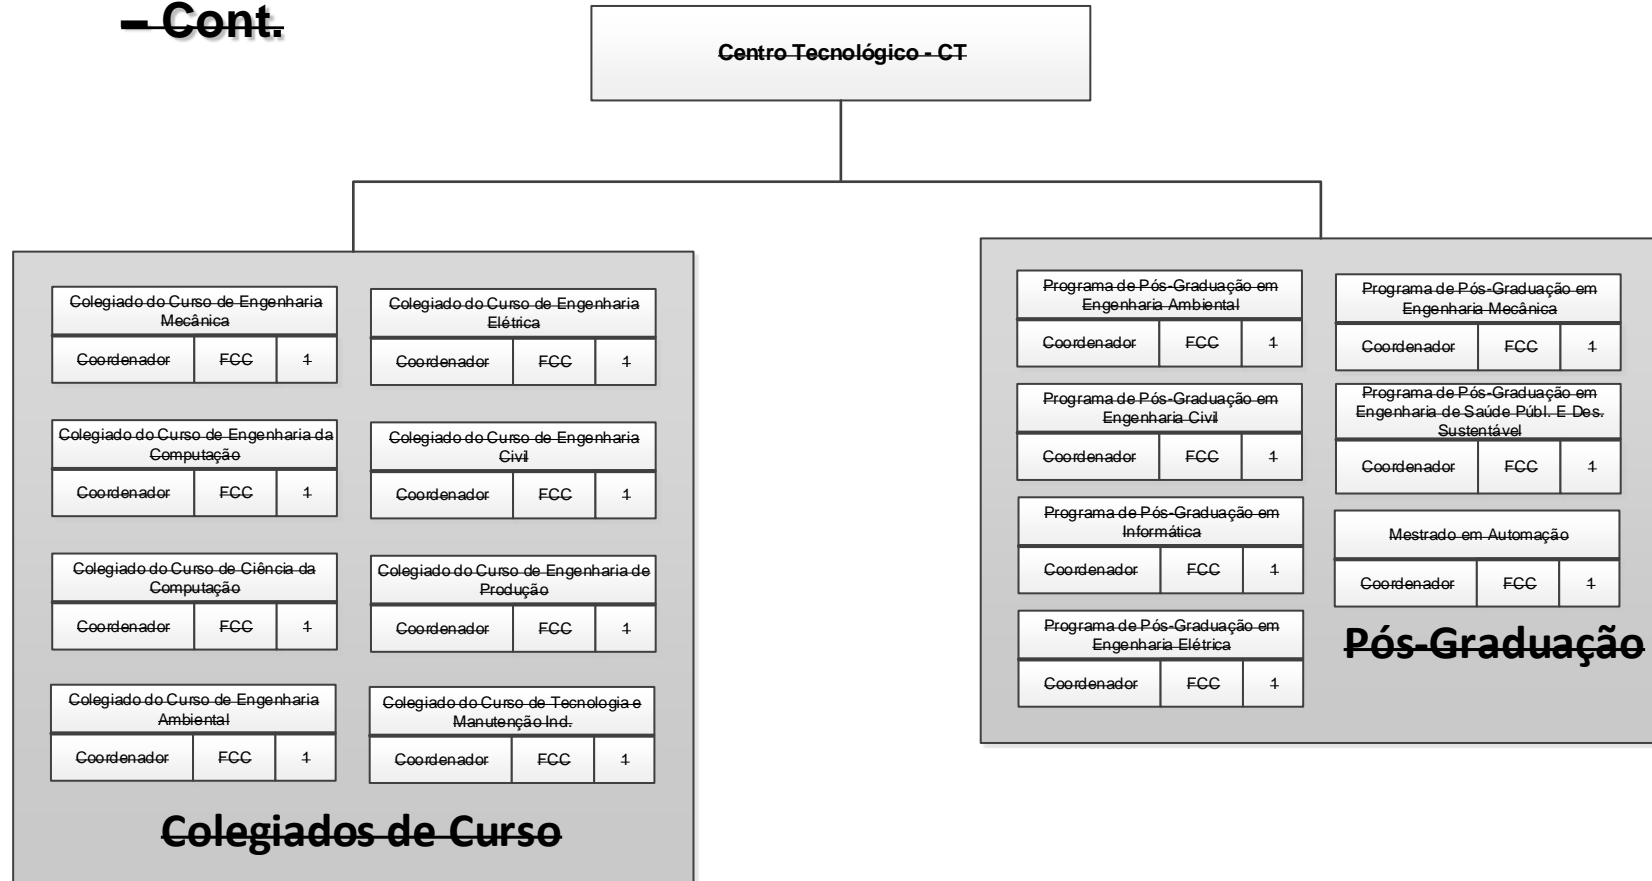 – Cont.
Centro Tecnológico - CT
Colegiado do Curso de Engenharia
Mecânica
Coordenador FCC 1
Colegiado do Curso de Engenharia
Elétrica
Coordenador FCC 1
Colegiado do Curso de Engenharia da
Computação
Coordenador FCC 1
Colegiado do Curso de Engenharia
Civil
Coordenador FCC 1
Colegiado do Curso de Ciência da
Computação
Coordenador FCC 1
Colegiado do Curso de Engenharia de
Produção
Coordenador FCC 1
Colegiado do Curso de Engenharia
Ambiental
Coordenador FCC 1
Colegiado do Curso de Tecnologia e
Manutenção Ind.
Coordenador FCC 1
Colegiados de Curso
Programa de Pós-Graduação em
Engenharia Ambiental
Coordenador FCC 1
Programa de Pós-Graduação em
Engenharia Mecânica
Coordenador FCC 1
Programa de Pós-Graduação em
Engenharia Civil
Coordenador FCC 1
Programa de Pós-Graduação em
Engenharia de Saúde Públ. E Des.
Sustentável
Coordenador FCC 1
Programa de Pós-Graduação em
Informática
Coordenador FCC 1
Mestrado em Automação
Coordenador FCC 1
Programa de Pós-Graduação em
Engenharia Elétrica
Coordenador FCC 1
Pós-Graduação